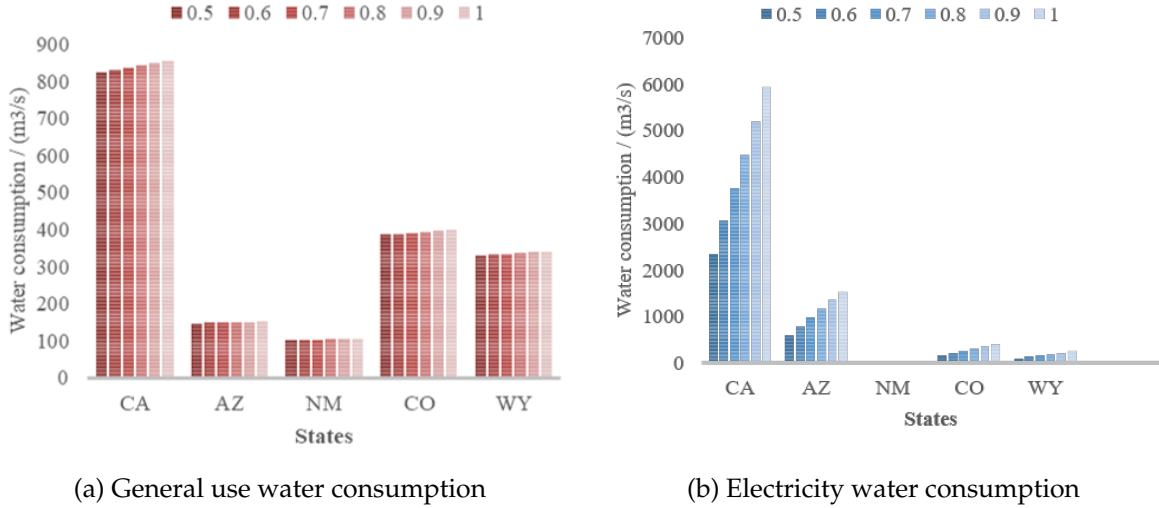 0.5 0.6 0.7 0.8 0.9 1
900
800
700
600
500
400
300
200
100
0
Water consumption / (m3/s)
CA AZ NM CO WY
States
(a) General use water consumption
0.5 0.6 0.7 0.8 0.9 1
7000
6000
5000
4000
3000
2000
1000
0
Water consumption / (m3/s)
CA AZ NM CO WY
States
(b) Electricity water consumption